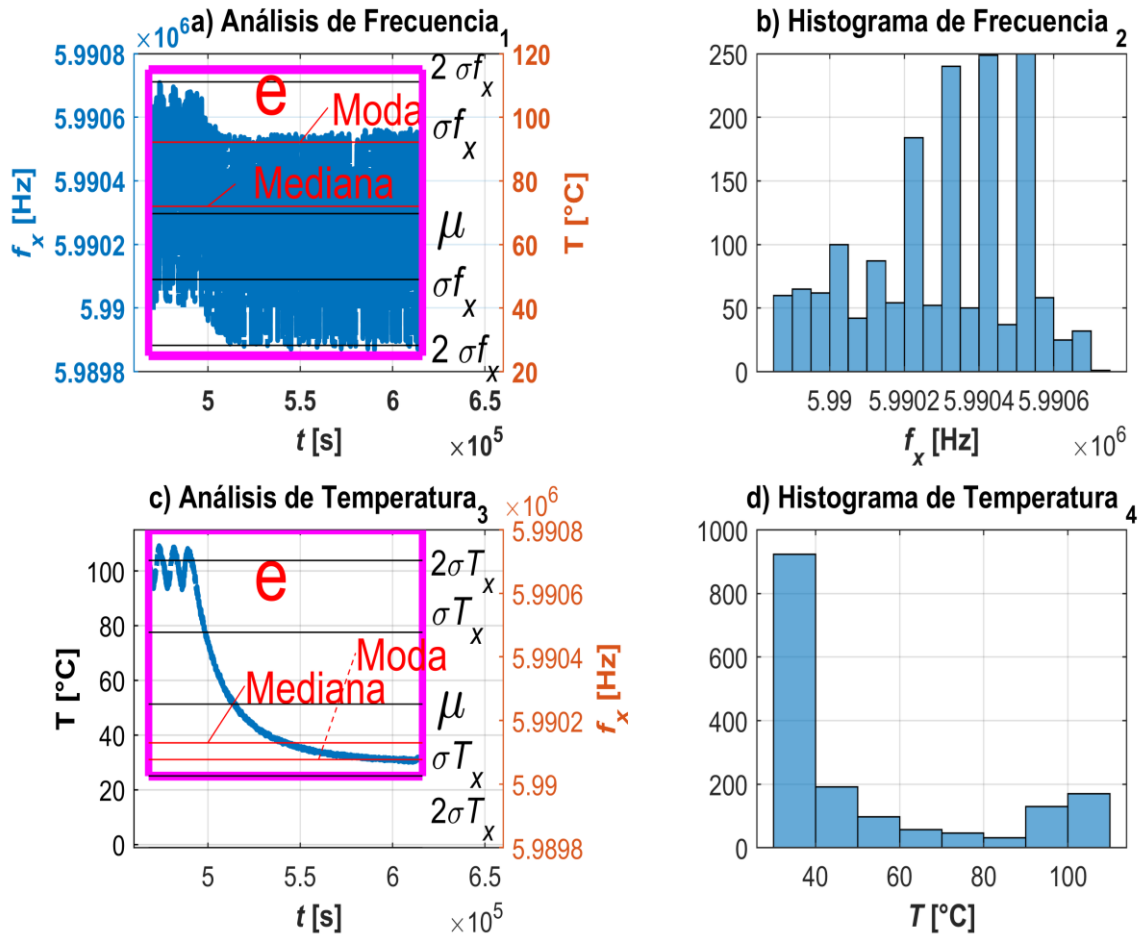 a) Análisis de Frecuencia1
×10^6
5.9908
5.9906
5.9904
5.9902
5.99
5.9898
f_x [Hz]
e
Moda
Mediana
2 σf_x
σf_x
μ
σf_x
2 σf_x
120
100
80
60
40
20
T [°C]
5 5.5 6 6.5
t [s]
×10^5
b) Histograma de Frecuencia 2
250
200
150
100
50
0
5.99 5.9902 5.9904 5.9906
f_x [Hz]
×10^6
c) Análisis de Temperatura3
×10^6
100
80
60
40
20
0
T [°C]
e
Moda
Mediana
2σT_x
σT_x
μ
σT_x
2σT_x
5.9908
5.9906
5.9904
5.9902
5.99
5.9898
f_x [Hz]
5 5.5 6 6.5
t [s]
×10^5
d) Histograma de Temperatura 4
1000
800
600
400
200
0
40 60 80 100
T [°C]